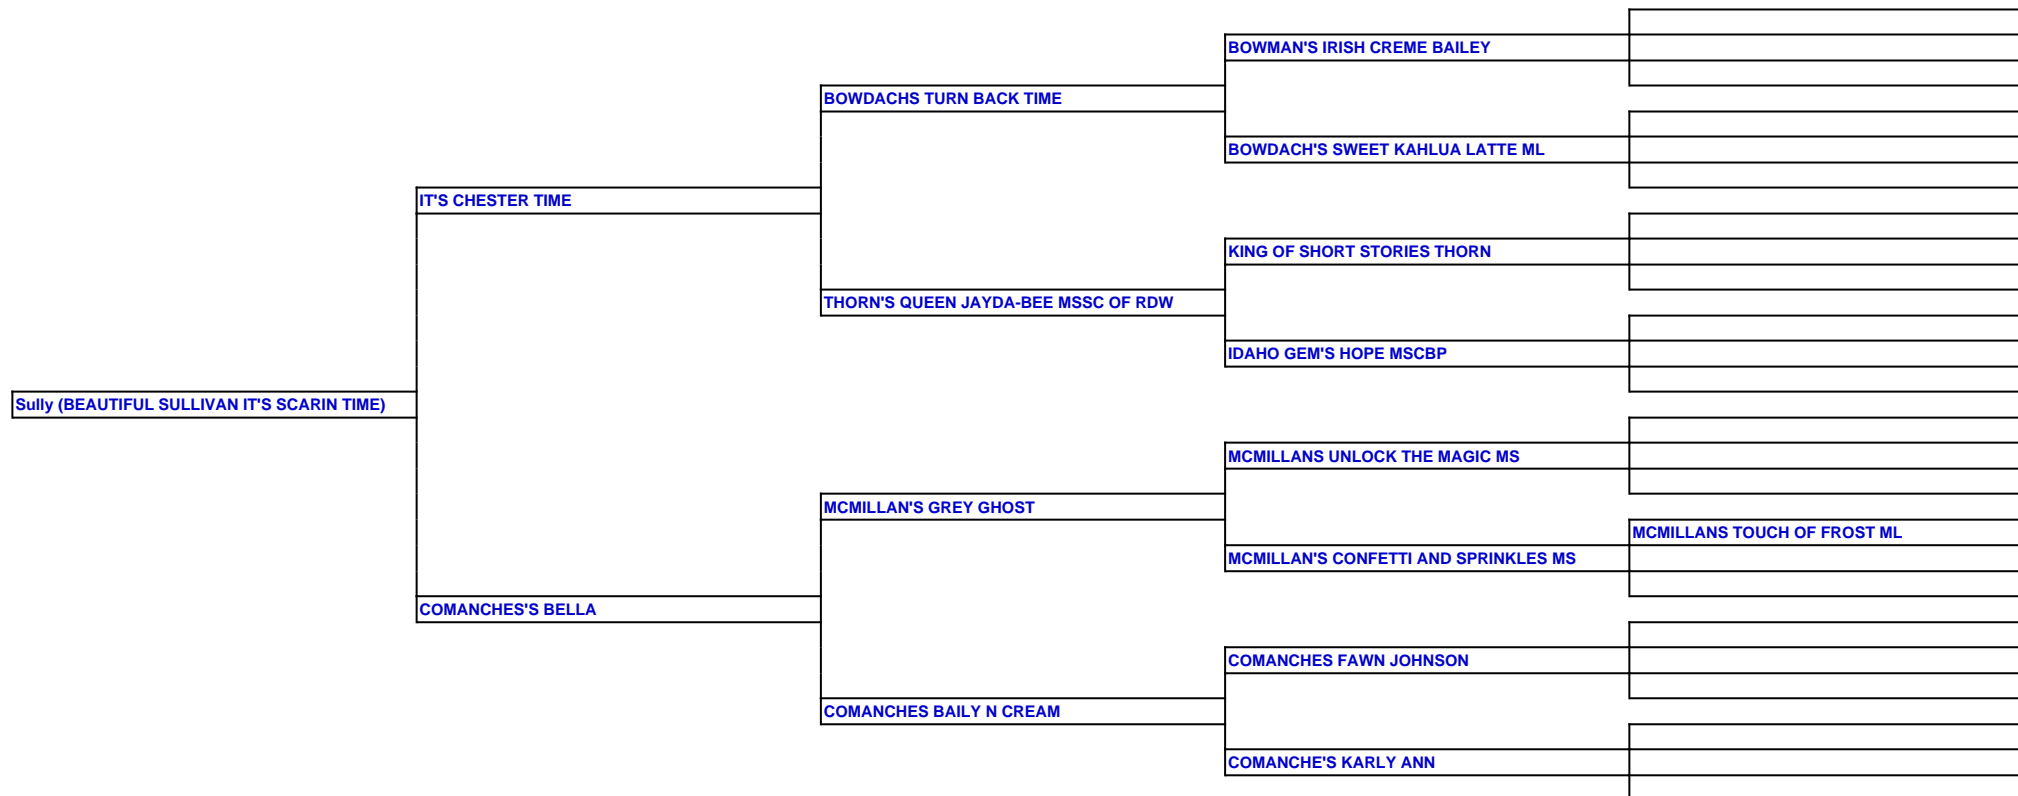 BOWMAN'S IRISH CREME BAILEY
BOWDACHS TURN BACK TIME
BOWDACH'S SWEET KAHLUA LATTE ML
IT'S CHESTER TIME
KING OF SHORT STORIES THORN
THORN'S QUEEN JAYDA-BEE MSSC OF RDW
IDAHO GEM'S HOPE MSCBP
Sully (BEAUTIFUL SULLIVAN IT'S SCARIN TIME)
MCMILLANS UNLOCK THE MAGIC MS
MCMILLAN'S GREY GHOST
MCMILLANS TOUCH OF FROST ML
MCMILLAN'S CONFETTI AND SPRINKLES MS
COMANCHES'S BELLA
COMANCHES FAWN JOHNSON
COMANCHES BAILY N CREAM
COMANCHE'S KARLY ANN